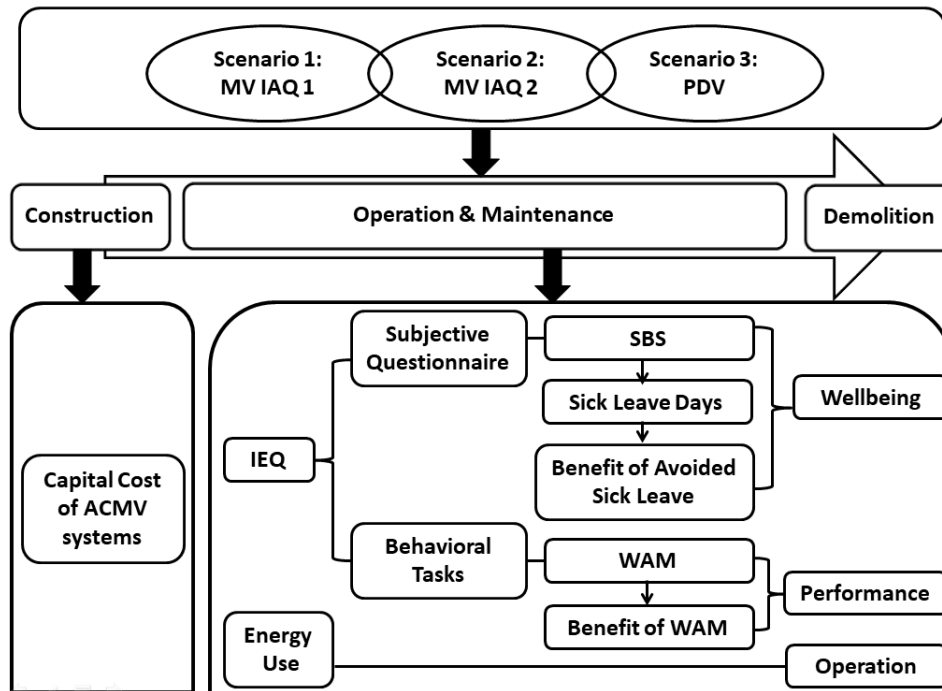 Scenario 1:
MV IAQ 1
Scenario 2:
MV IAQ 2
Scenario 3:
PDV
Construction
Operation & Maintenance
Demolition
Capital Cost
of ACMV
systems
IEQ
Subjective
Questionnaire
SBS
Sick Leave Days
Benefit of Avoided
Sick Leave
Wellbeing
Behavioral
Tasks
WAM
Benefit of WAM
Performance
Energy
Use
Operation